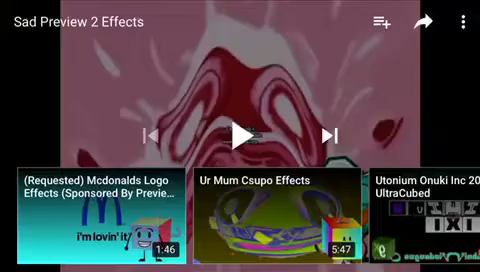 Sad Preview 2 Effects
(Requested) Mcdonalds Logo
Effects (Sponsored By Previe...
i'm lovin' it
1:46
Ur Mum Csupo Effects
5:47
Utonium Onuki Inc 20
UltraCubed